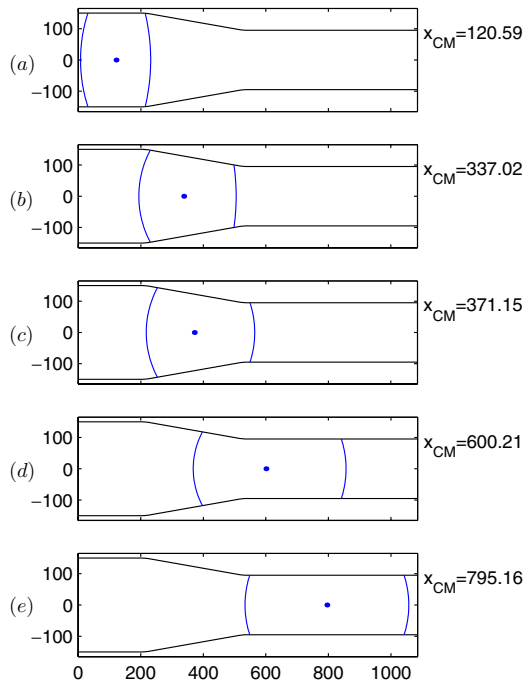 (a) 100 0 −100 x_CM=120.59
(b) 100 0 −100 x_CM=337.02
(c) 100 0 −100 x_CM=371.15
(d) 100 0 −100 x_CM=600.21
(e) 100 0 −100 x_CM=795.16
0 200 400 600 800 1000